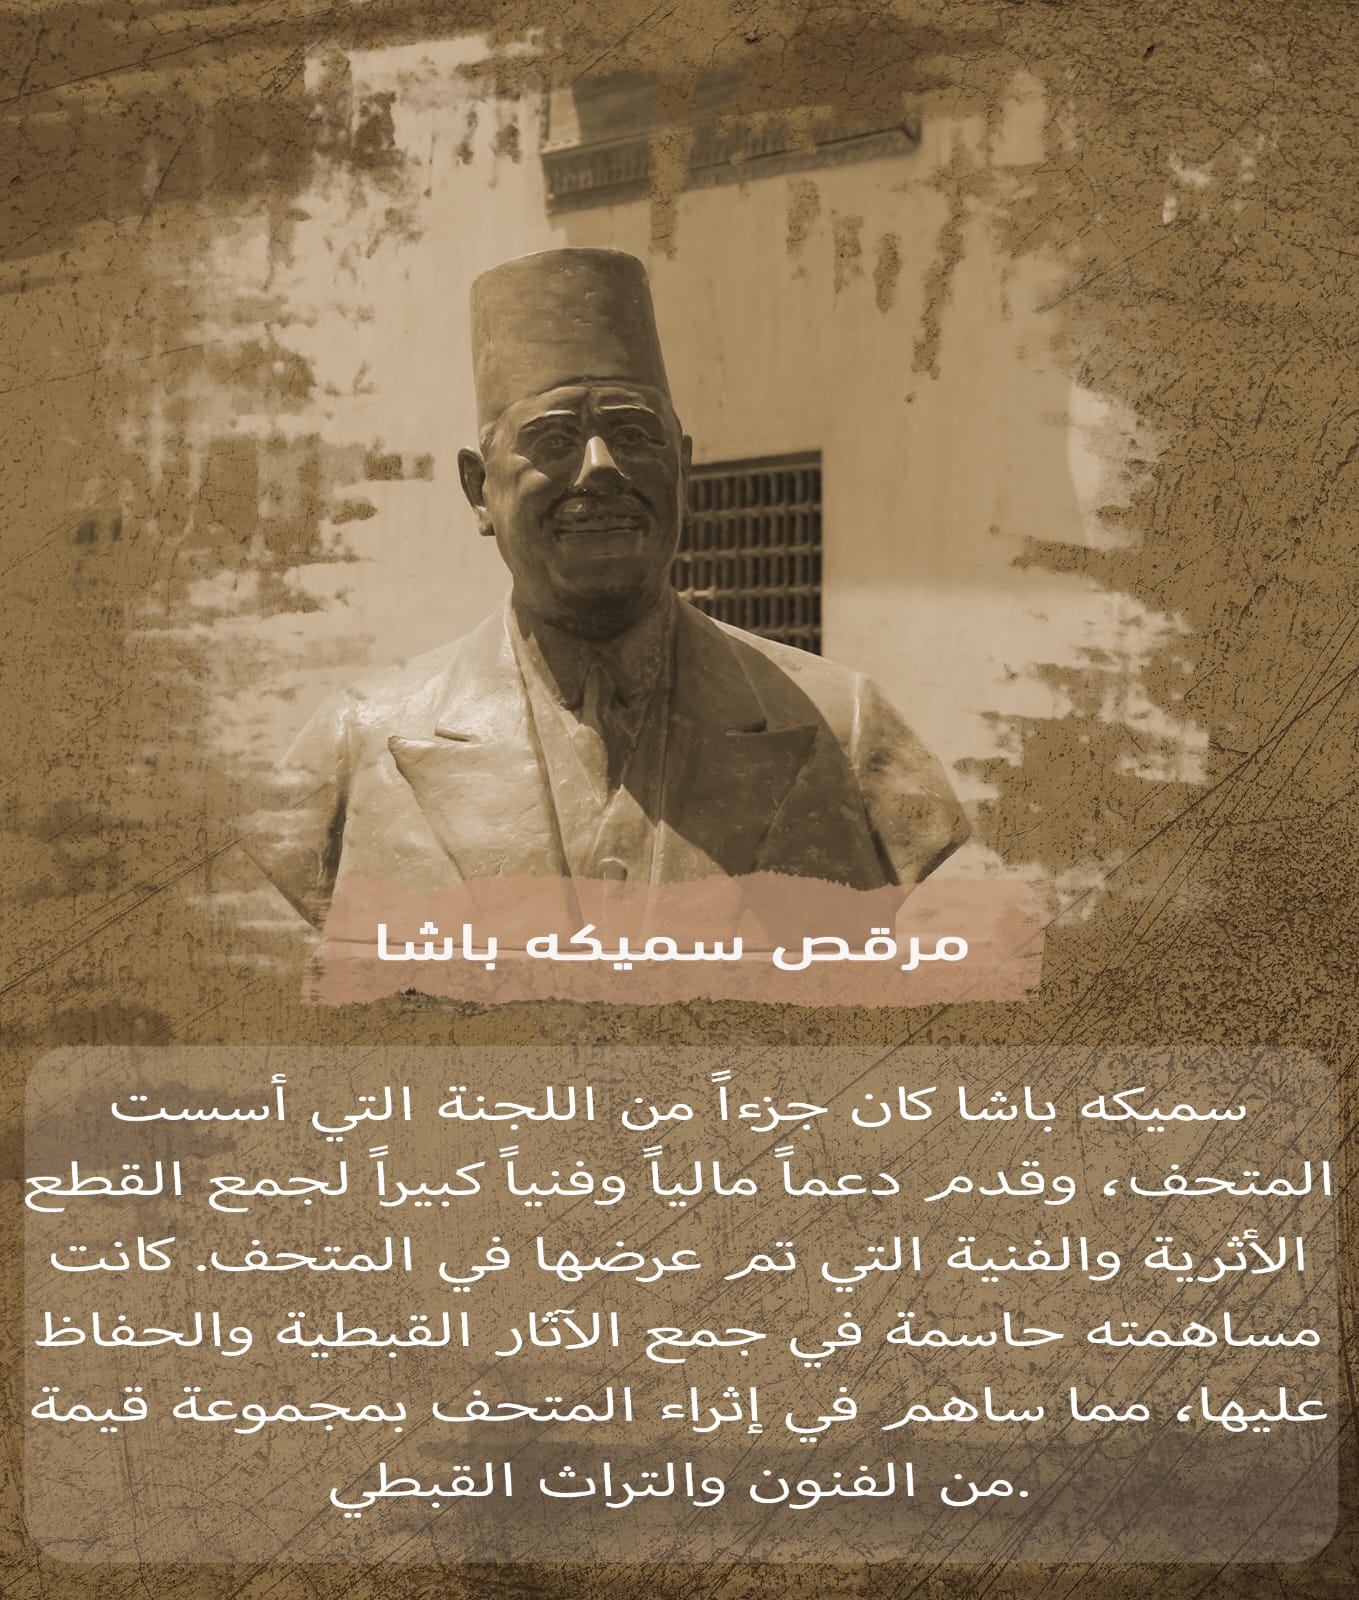 مرقص سميكه باشا
سميكه باشا كان جزءاً من اللجنة التي أسست
المتحف، وقدم دعماً مالياً وفنياً كبيراً لجمع القطع
الأثرية والفنية التي تم عرضها في المتحف. كانت
مساهمته حاسمة في جمع الآثار القبطية والحفاظ
عليها، مما ساهم في إثراء المتحف بمجموعة قيمة
.من الفنون والتراث القبطي